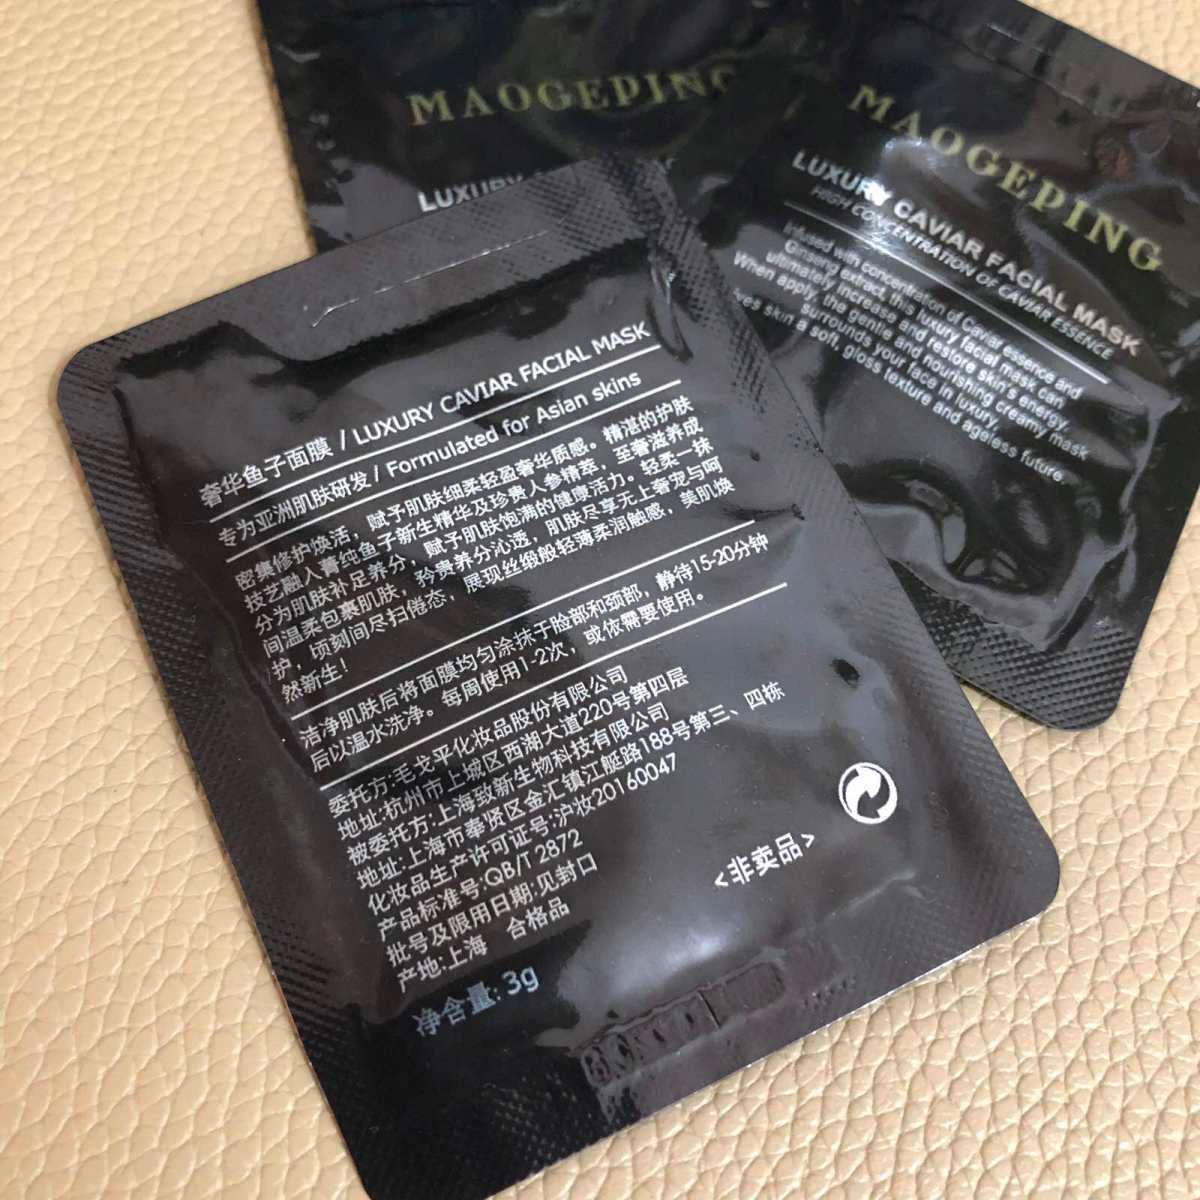 MAOGEPING
LUXURY
MAOGEPING
LUXURY CAVIAR FACIAL MASK
HIGH CONCENTRATION OF CAVIAR ESSENCE
Infused with concentration of Caviar essence and
Ginseng extract, this luxury facial mask can
ultimately increase and restore skin's energy.
When apply, the gentle and nourishing creamy mask
surrounds your face in luxury,
skin a soft, gloss texture and ageless future.
奢华鱼子面膜 / LUXURY CAVIAR FACIAL MASK
专为亚洲肌肤研发 / Formulated for Asian skins
密集修护焕活，赋予肌肤细柔轻盈奢华质感。精湛的护肤
技艺融入菁纯鱼子新生精华及珍贵人参精萃，至奢滋养成
分为肌肤补足养分，赋予肌肤饱满的健康活力。轻柔一抹
间温柔包裹肌肤，矜贵养分沁透，肌肤尽享无上奢宠与呵
护，顷刻间尽扫倦态，展现丝缎般轻薄柔润触感，美肌焕
然新生！
洁净肌肤后将面膜均匀涂抹于脸部和颈部，静待15-20分钟
后以温水洗净。每周使用1-2次，或依需要使用。
委托方:毛戈平化妆品股份有限公司
地址:杭州市上城区西湖大道220号第四层
被委托方:上海致新生物科技有限公司
地址:上海市奉贤区金汇镇江艇路188号第三、四栋
化妆品生产许可证号:沪妆20160047
产品标准号:QB/T 2872
批号及限用日期:见封口
产地:上海 合格品
净含量:3g
<非卖品>